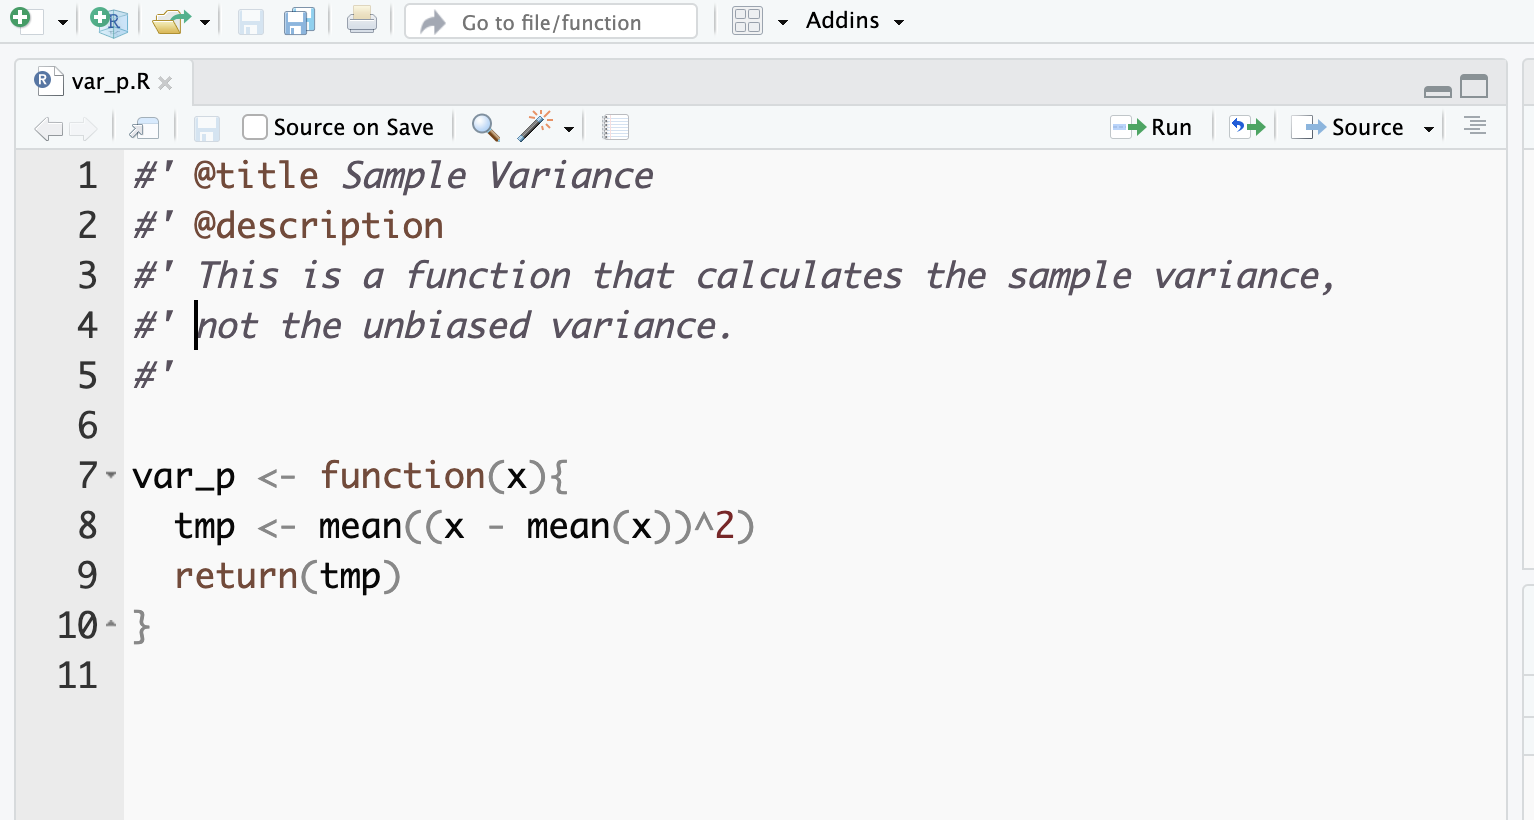 Go to file/function
Addins
var_p.R
Source on Save
Run
Source
1 #' @title Sample Variance
2 #' @description
3 #' This is a function that calculates the sample variance,
4 #' not the unbiased variance.
5 #'
6
7 var_p <- function(x){
8   tmp <- mean((x - mean(x))^2)
9   return(tmp)
10 }
11